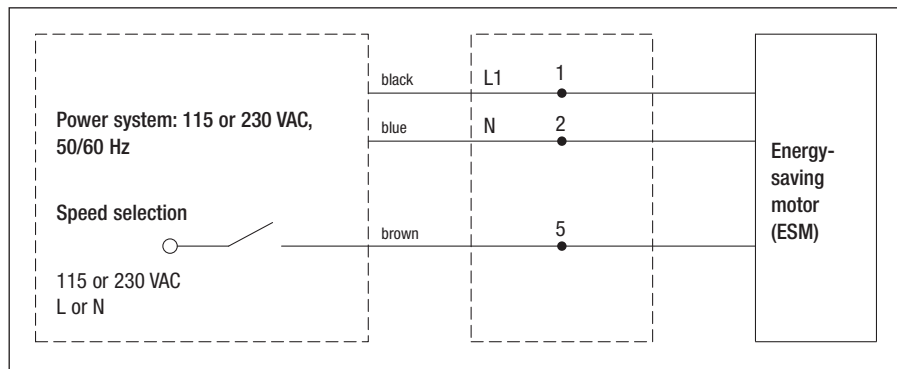 black
L1
1
Power system: 115 or 230 VAC,
50/60 Hz
blue
N
2
Energy-
saving
motor
(ESM)
Speed selection
brown
5
115 or 230 VAC
L or N